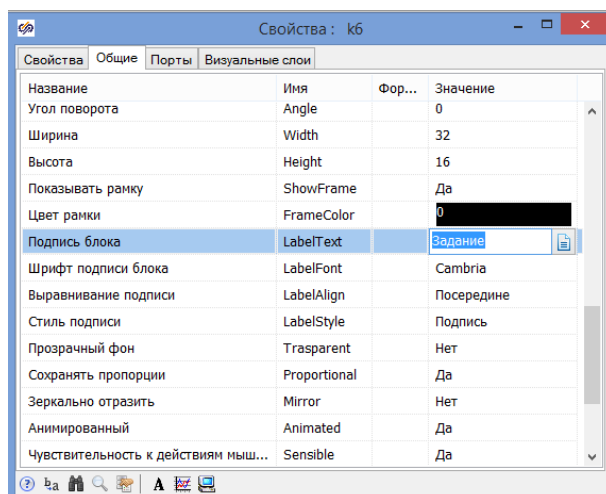 Свойства : k6
Свойства Общие Порты Визуальные слои
Название Имя Фор... Значение
Угол поворота Angle 0
Ширина Width 32
Высота Height 16
Показывать рамку ShowFrame Да
Цвет рамки FrameColor 0
Подпись блока LabelText Задание
Шрифт подписи блока LabelFont Cambria
Выравнивание подписи LabelAlign Посередине
Стиль подписи LabelStyle Подпись
Прозрачный фон Trasparent Нет
Сохранять пропорции Proportional Да
Зеркально отразить Mirror Нет
Анимированный Animated Да
Чувствительность к действиям мыш... Sensible Да